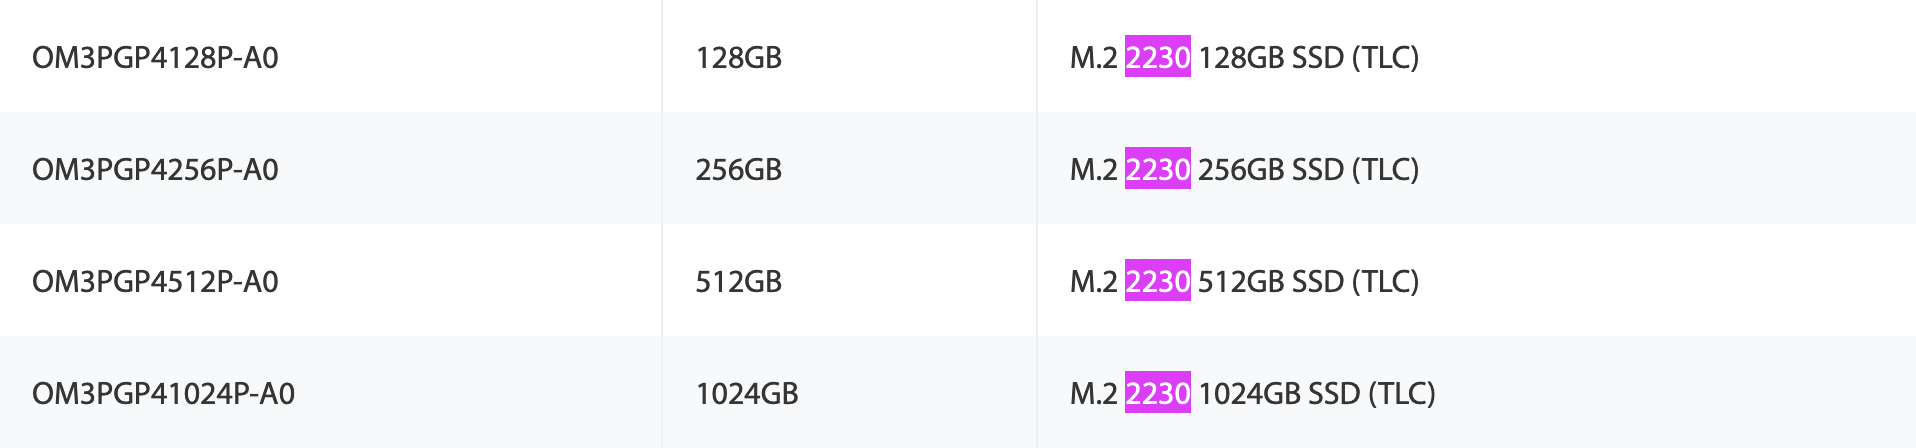 OM3PGP4128P-A0 128GB M.2 2230 128GB SSD (TLC)
OM3PGP4256P-A0 256GB M.2 2230 256GB SSD (TLC)
OM3PGP4512P-A0 512GB M.2 2230 512GB SSD (TLC)
OM3PGP41024P-A0 1024GB M.2 2230 1024GB SSD (TLC)